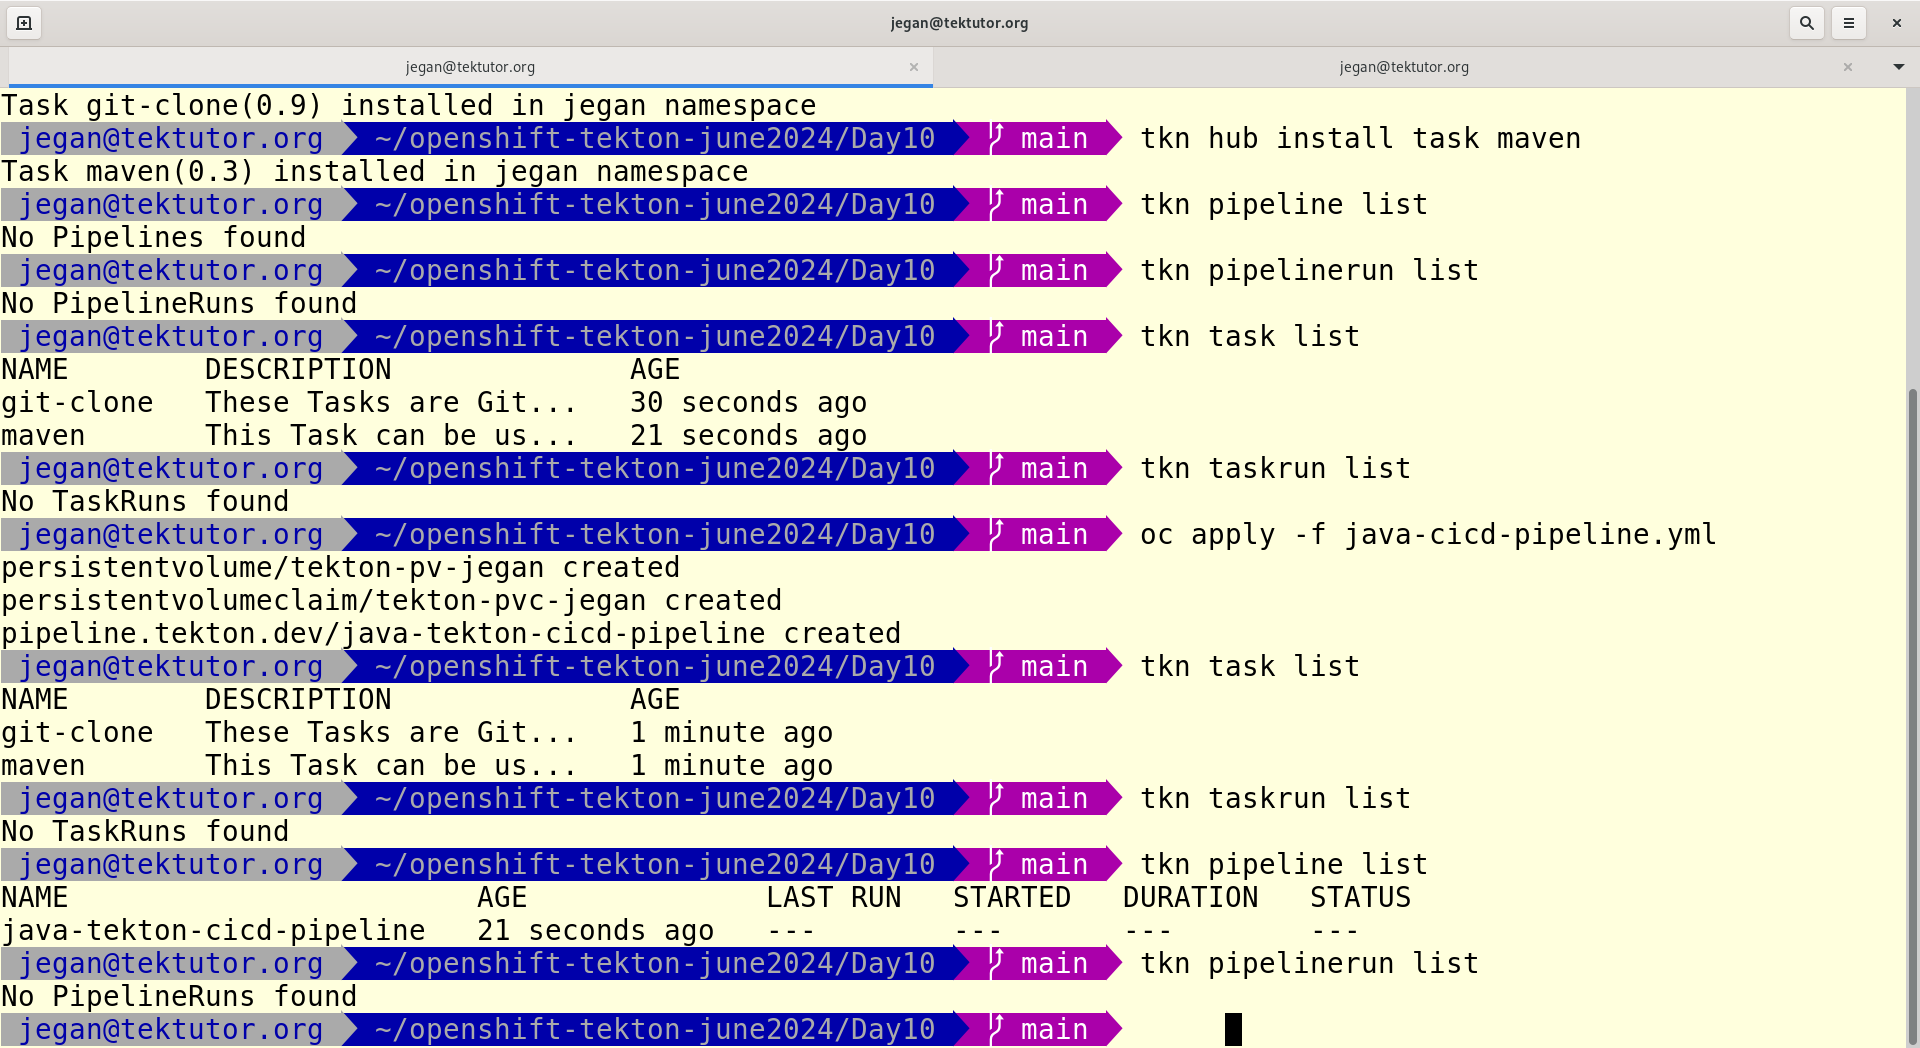 jegan@tektutor.org
jegan@tektutor.org jegan@tektutor.org
Task git-clone(0.9) installed in jegan namespace
jegan@tektutor.org ~/openshift-tekton-june2024/Day10 main tkn hub install task maven
Task maven(0.3) installed in jegan namespace
jegan@tektutor.org ~/openshift-tekton-june2024/Day10 main tkn pipeline list
No Pipelines found
jegan@tektutor.org ~/openshift-tekton-june2024/Day10 main tkn pipelinerun list
No PipelineRuns found
jegan@tektutor.org ~/openshift-tekton-june2024/Day10 main tkn task list
NAME DESCRIPTION AGE
git-clone These Tasks are Git... 30 seconds ago
maven This Task can be us... 21 seconds ago
jegan@tektutor.org ~/openshift-tekton-june2024/Day10 main tkn taskrun list
No TaskRuns found
jegan@tektutor.org ~/openshift-tekton-june2024/Day10 main oc apply -f java-cicd-pipeline.yml
persistentvolume/tekton-pv-jegan created
persistentvolumeclaim/tekton-pvc-jegan created
pipeline.tekton.dev/java-tekton-cicd-pipeline created
jegan@tektutor.org ~/openshift-tekton-june2024/Day10 main tkn task list
NAME DESCRIPTION AGE
git-clone These Tasks are Git... 1 minute ago
maven This Task can be us... 1 minute ago
jegan@tektutor.org ~/openshift-tekton-june2024/Day10 main tkn taskrun list
No TaskRuns found
jegan@tektutor.org ~/openshift-tekton-june2024/Day10 main tkn pipeline list
NAME AGE LAST RUN STARTED DURATION STATUS
java-tekton-cicd-pipeline 21 seconds ago --- --- --- ---
jegan@tektutor.org ~/openshift-tekton-june2024/Day10 main tkn pipelinerun list
No PipelineRuns found
jegan@tektutor.org ~/openshift-tekton-june2024/Day10 main